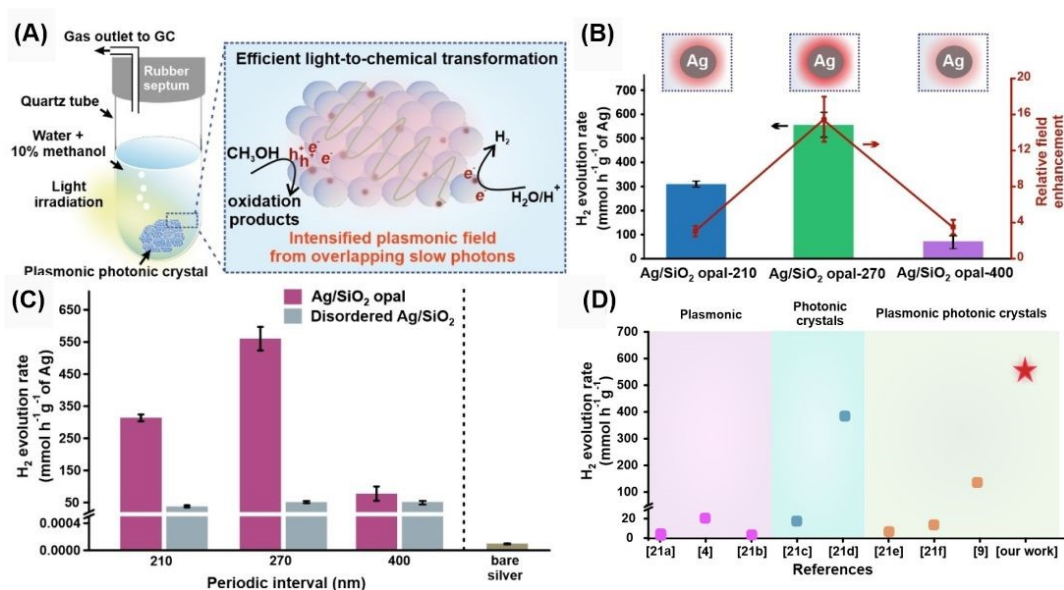 (A)
Gas outlet to GC
Rubber
septum
Quartz tube
Water +
10% methanol
Light
irradiation
Plasmonic photonic crystal
Efficient light-to-chemical transformation
CH₃OH
h⁺
h⁺
e⁻
e⁻
oxidation
products
H₂
e⁻
e⁻
H₂O/H⁺
Intensified plasmonic field
from overlapping slow photons
(B)
Ag
Ag
Ag
H₂ evolution rate
(mmol h⁻¹ g⁻¹ of Ag)
700
600
500
400
300
200
100
0
20
16
12
8
4
0
Relative field
enhancement
Ag/SiO₂ opal-210
Ag/SiO₂ opal-270
Ag/SiO₂ opal-400
(C)
Ag/SiO₂ opal
Disordered Ag/SiO₂
H₂ evolution rate
(mmol h⁻¹ g⁻¹ of Ag)
650
550
450
350
250
150
50
0.0004
0.0000
210
270
400
bare
silver
Periodic interval (nm)
(D)
Plasmonic
Photonic
crystals
Plasmonic photonic crystals
H₂ evolution rate
(mmol h⁻¹ g⁻¹)
700
600
500
400
300
200
100
20
0
[21a]
[4]
[21b]
[21c]
[21d]
[21e]
[21f]
[9]
[our work]
References